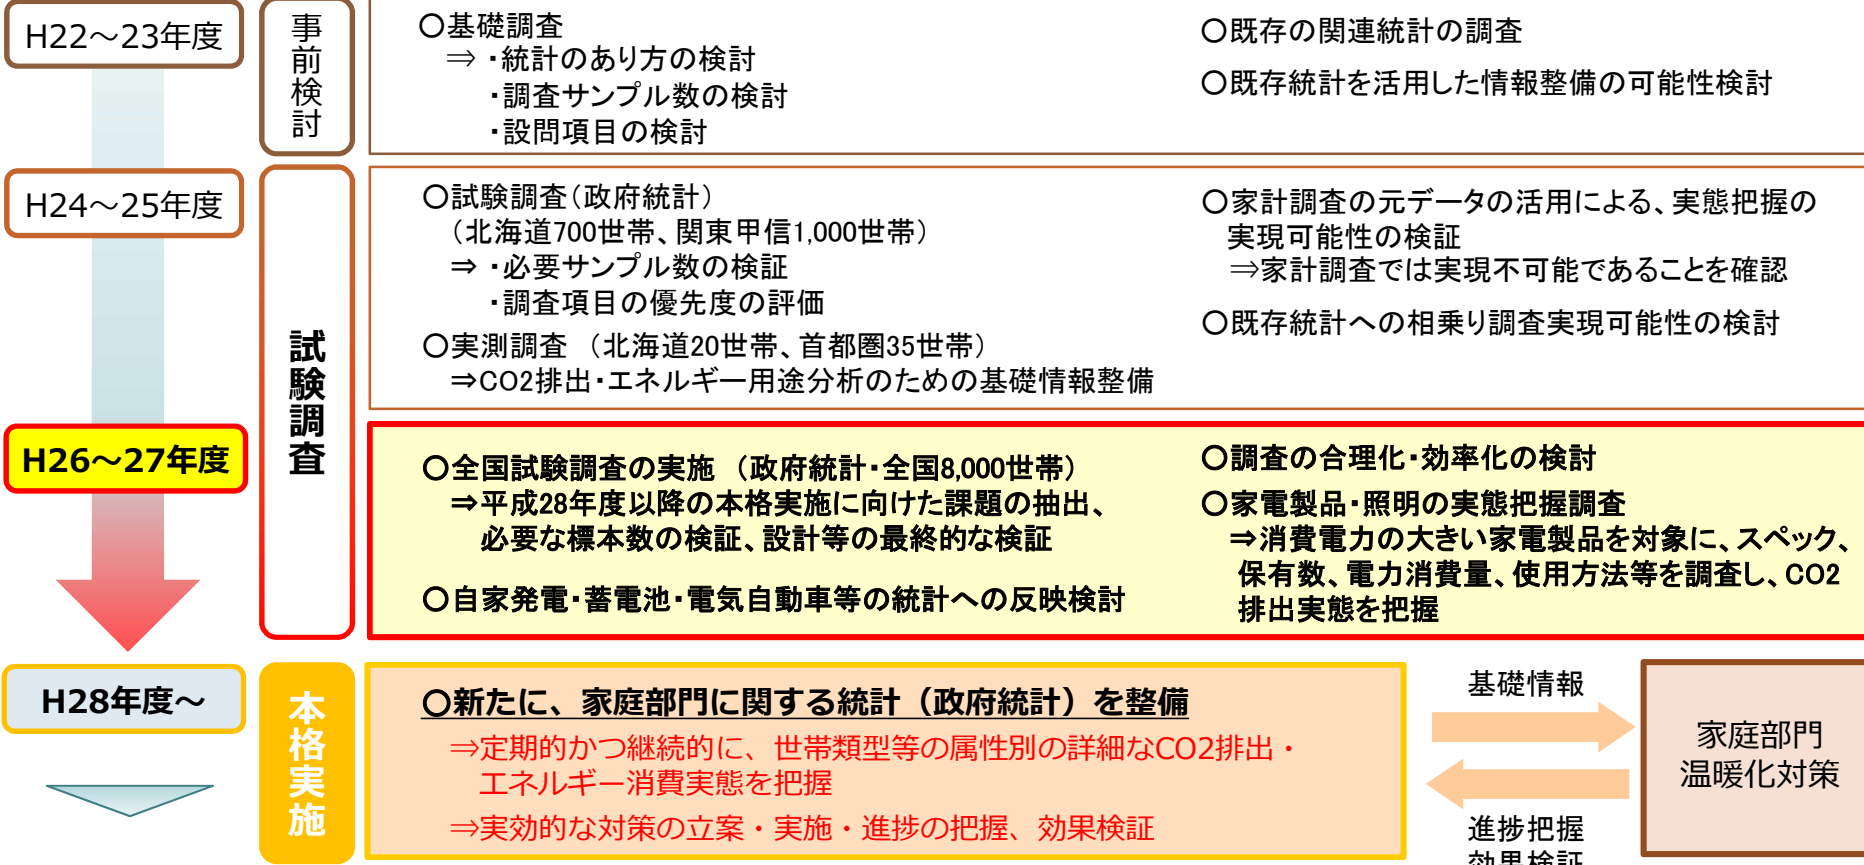 H22～23年度
事前検討
〇基礎調査
⇒ ・統計のあり方の検討
・調査サンプル数の検討
・設問項目の検討
〇既存の関連統計の調査
〇既存統計を活用した情報整備の可能性検討
H24～25年度
試験調査
〇試験調査（政府統計）
（北海道700世帯、関東甲信1,000世帯）
⇒ ・必要サンプル数の検証
・調査項目の優先度の評価
〇実測調査 （北海道20世帯、首都圏35世帯）
⇒CO2排出・エネルギー用途分析のための基礎情報整備
〇家計調査の元データの活用による、実態把握の
実現可能性の検証
⇒家計調査では実現不可能であることを確認
〇既存統計への相乗り調査実現可能性の検討
H26～27年度
〇全国試験調査の実施 （政府統計・全国8,000世帯）
⇒平成28年度以降の本格実施に向けた課題の抽出、
必要な標本数の検証、設計等の最終的な検証
〇自家発電・蓄電池・電気自動車等の統計への反映検討
〇調査の合理化・効率化の検討
〇家電製品・照明の実態把握調査
⇒消費電力の大きい家電製品を対象に、スペック、
保有数、電力消費量、使用方法等を調査し、CO2
排出実態を把握
H28年度～
本格実施
〇新たに、家庭部門に関する統計（政府統計）を整備
⇒定期的かつ継続的に、世帯類型等の属性別の詳細なCO2排出・
エネルギー消費実態を把握
⇒実効的な対策の立案・実施・進捗の把握、効果検証
基礎情報
進捗把握
効果検証
家庭部門
温暖化対策